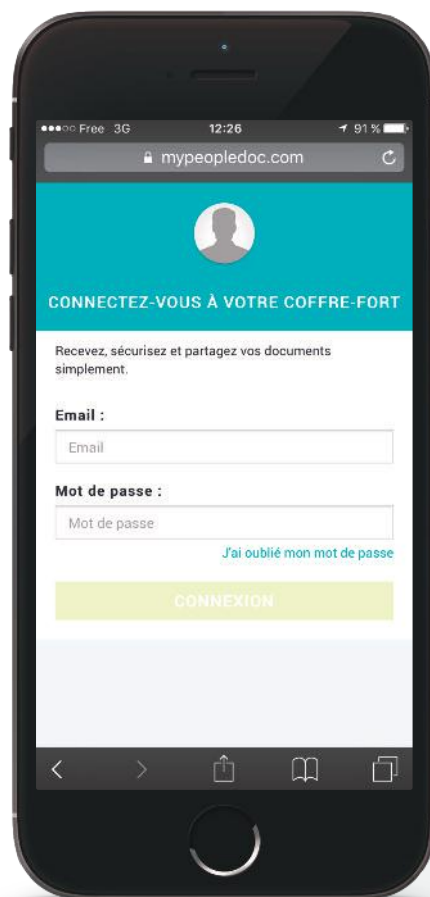 Free 3G 12:26 91 %
mypeopledoc.com
CONNECTEZ-VOUS À VOTRE COFFRE-FORT
Recevez, sécurisez et partagez vos documents
simplement.
Email :
Email
Mot de passe :
Mot de passe
J'ai oublié mon mot de passe
CONNEXION